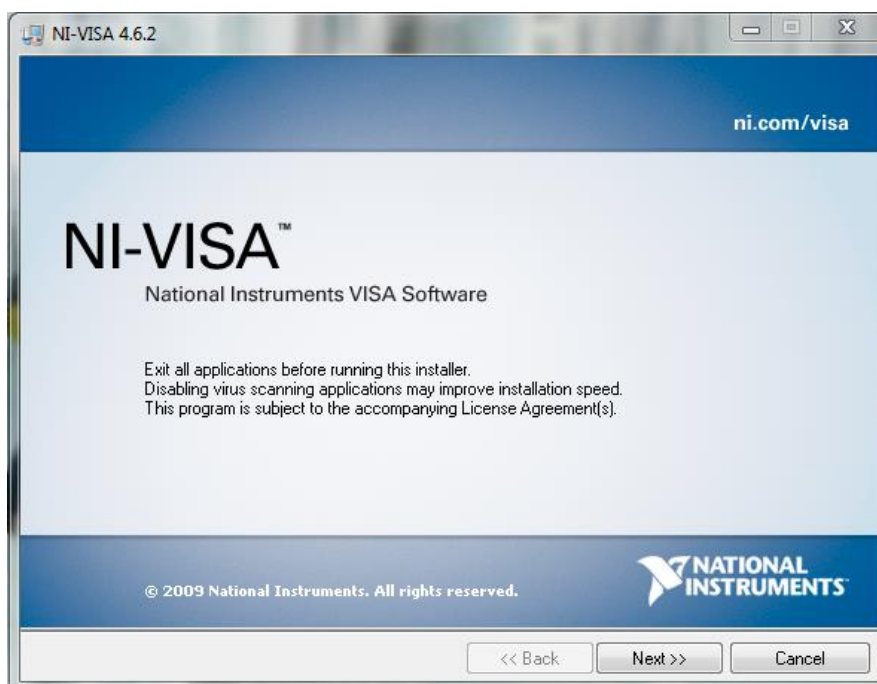 NI-VISA 4.6.2
ni.com/visa
NI-VISA™
National Instruments VISA Software
Exit all applications before running this installer.
Disabling virus scanning applications may improve installation speed.
This program is subject to the accompanying License Agreement(s).
© 2009 National Instruments. All rights reserved.
NATIONAL
INSTRUMENTS
<< Back
Next >>
Cancel